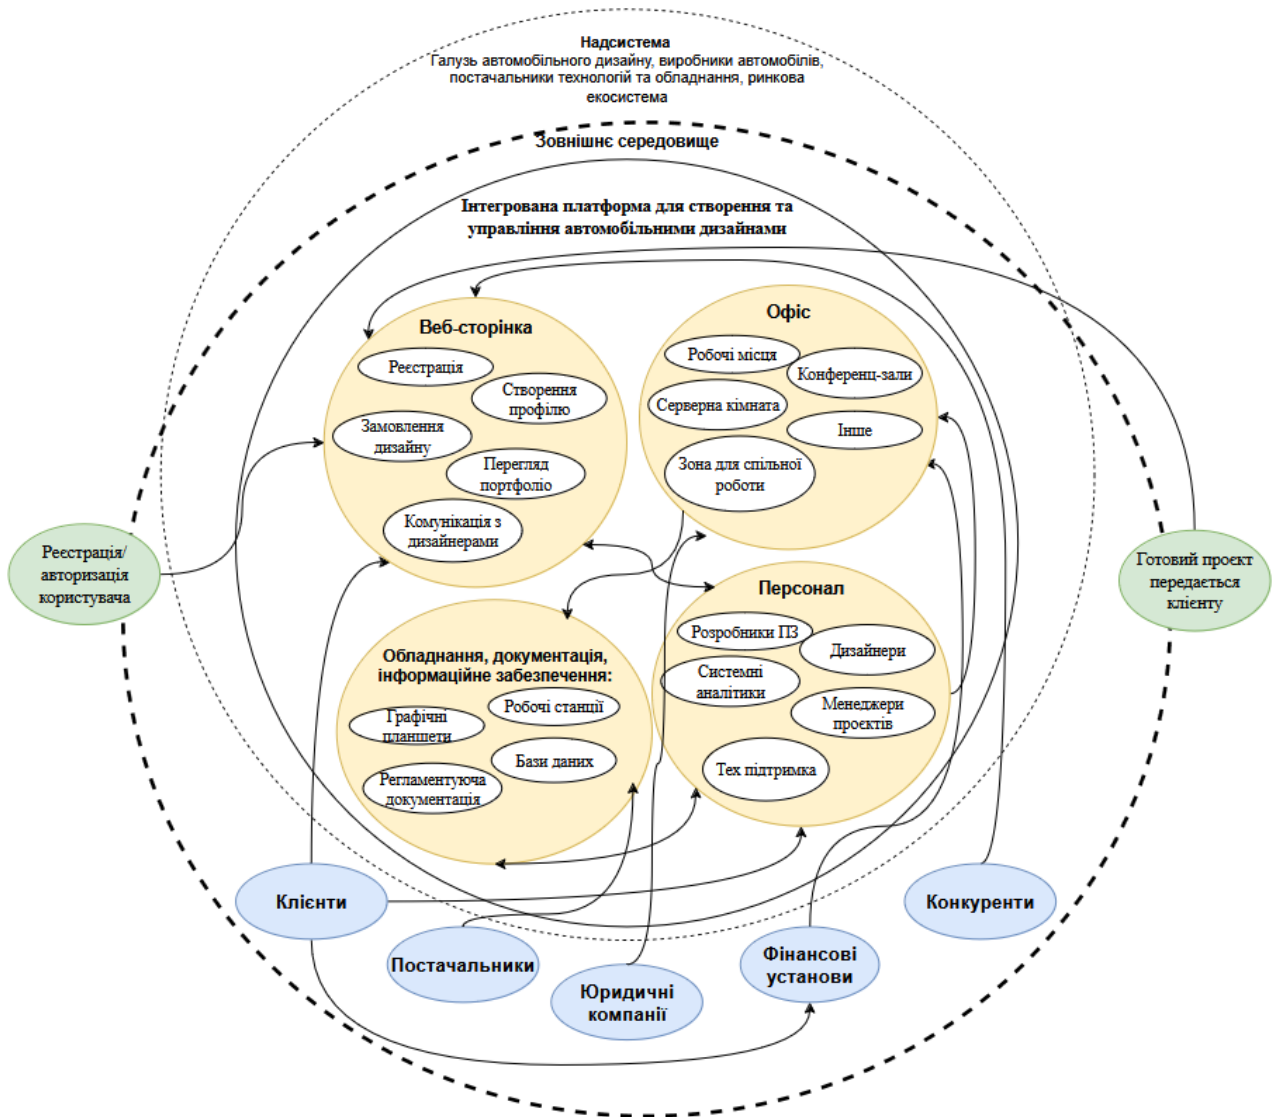 Надсистема
Галузь автомобільного дизайну, виробники автомобілів,
постачальники технологій та обладнання, ринкова
екосистема
Зовнішнє середовище
Інтегрована платформа для створення та
управління автомобільними дизайнами
Веб-сторінка
Реєстрація
Створення
профілю
Замовлення
дизайну
Перегляд
портфоліо
Комунікація з
дизайнерами
Офіс
Робочі місця
Конференц-зали
Серверна кімната
Інше
Зона для спільної
роботи
Реєстрація/
авторизація
користувача
Готовий проєкт
передається
клієнту
Обладнання, документація,
інформаційне забезпечення:
Робочі станції
Графічні
планшети
Бази даних
Регламентуюча
документація
Персонал
Розробники ПЗ
Дизайнери
Системні
аналітики
Менеджери
проєктів
Тех підтримка
Клієнти
Постачальники
Юридичні
компанії
Фінансові
установи
Конкуренти